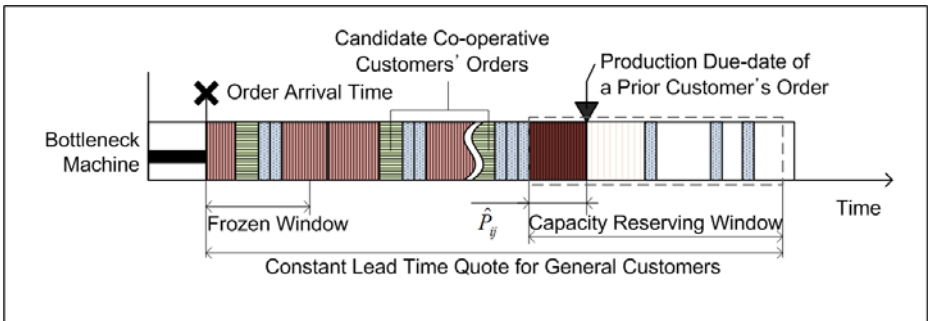 Candidate Co-operative
Customers' Orders
Production Due-date of
a Prior Customer's Order
Order Arrival Time
Bottleneck
Machine
Time
Frozen Window
P̂ij
Capacity Reserving Window
Constant Lead Time Quote for General Customers